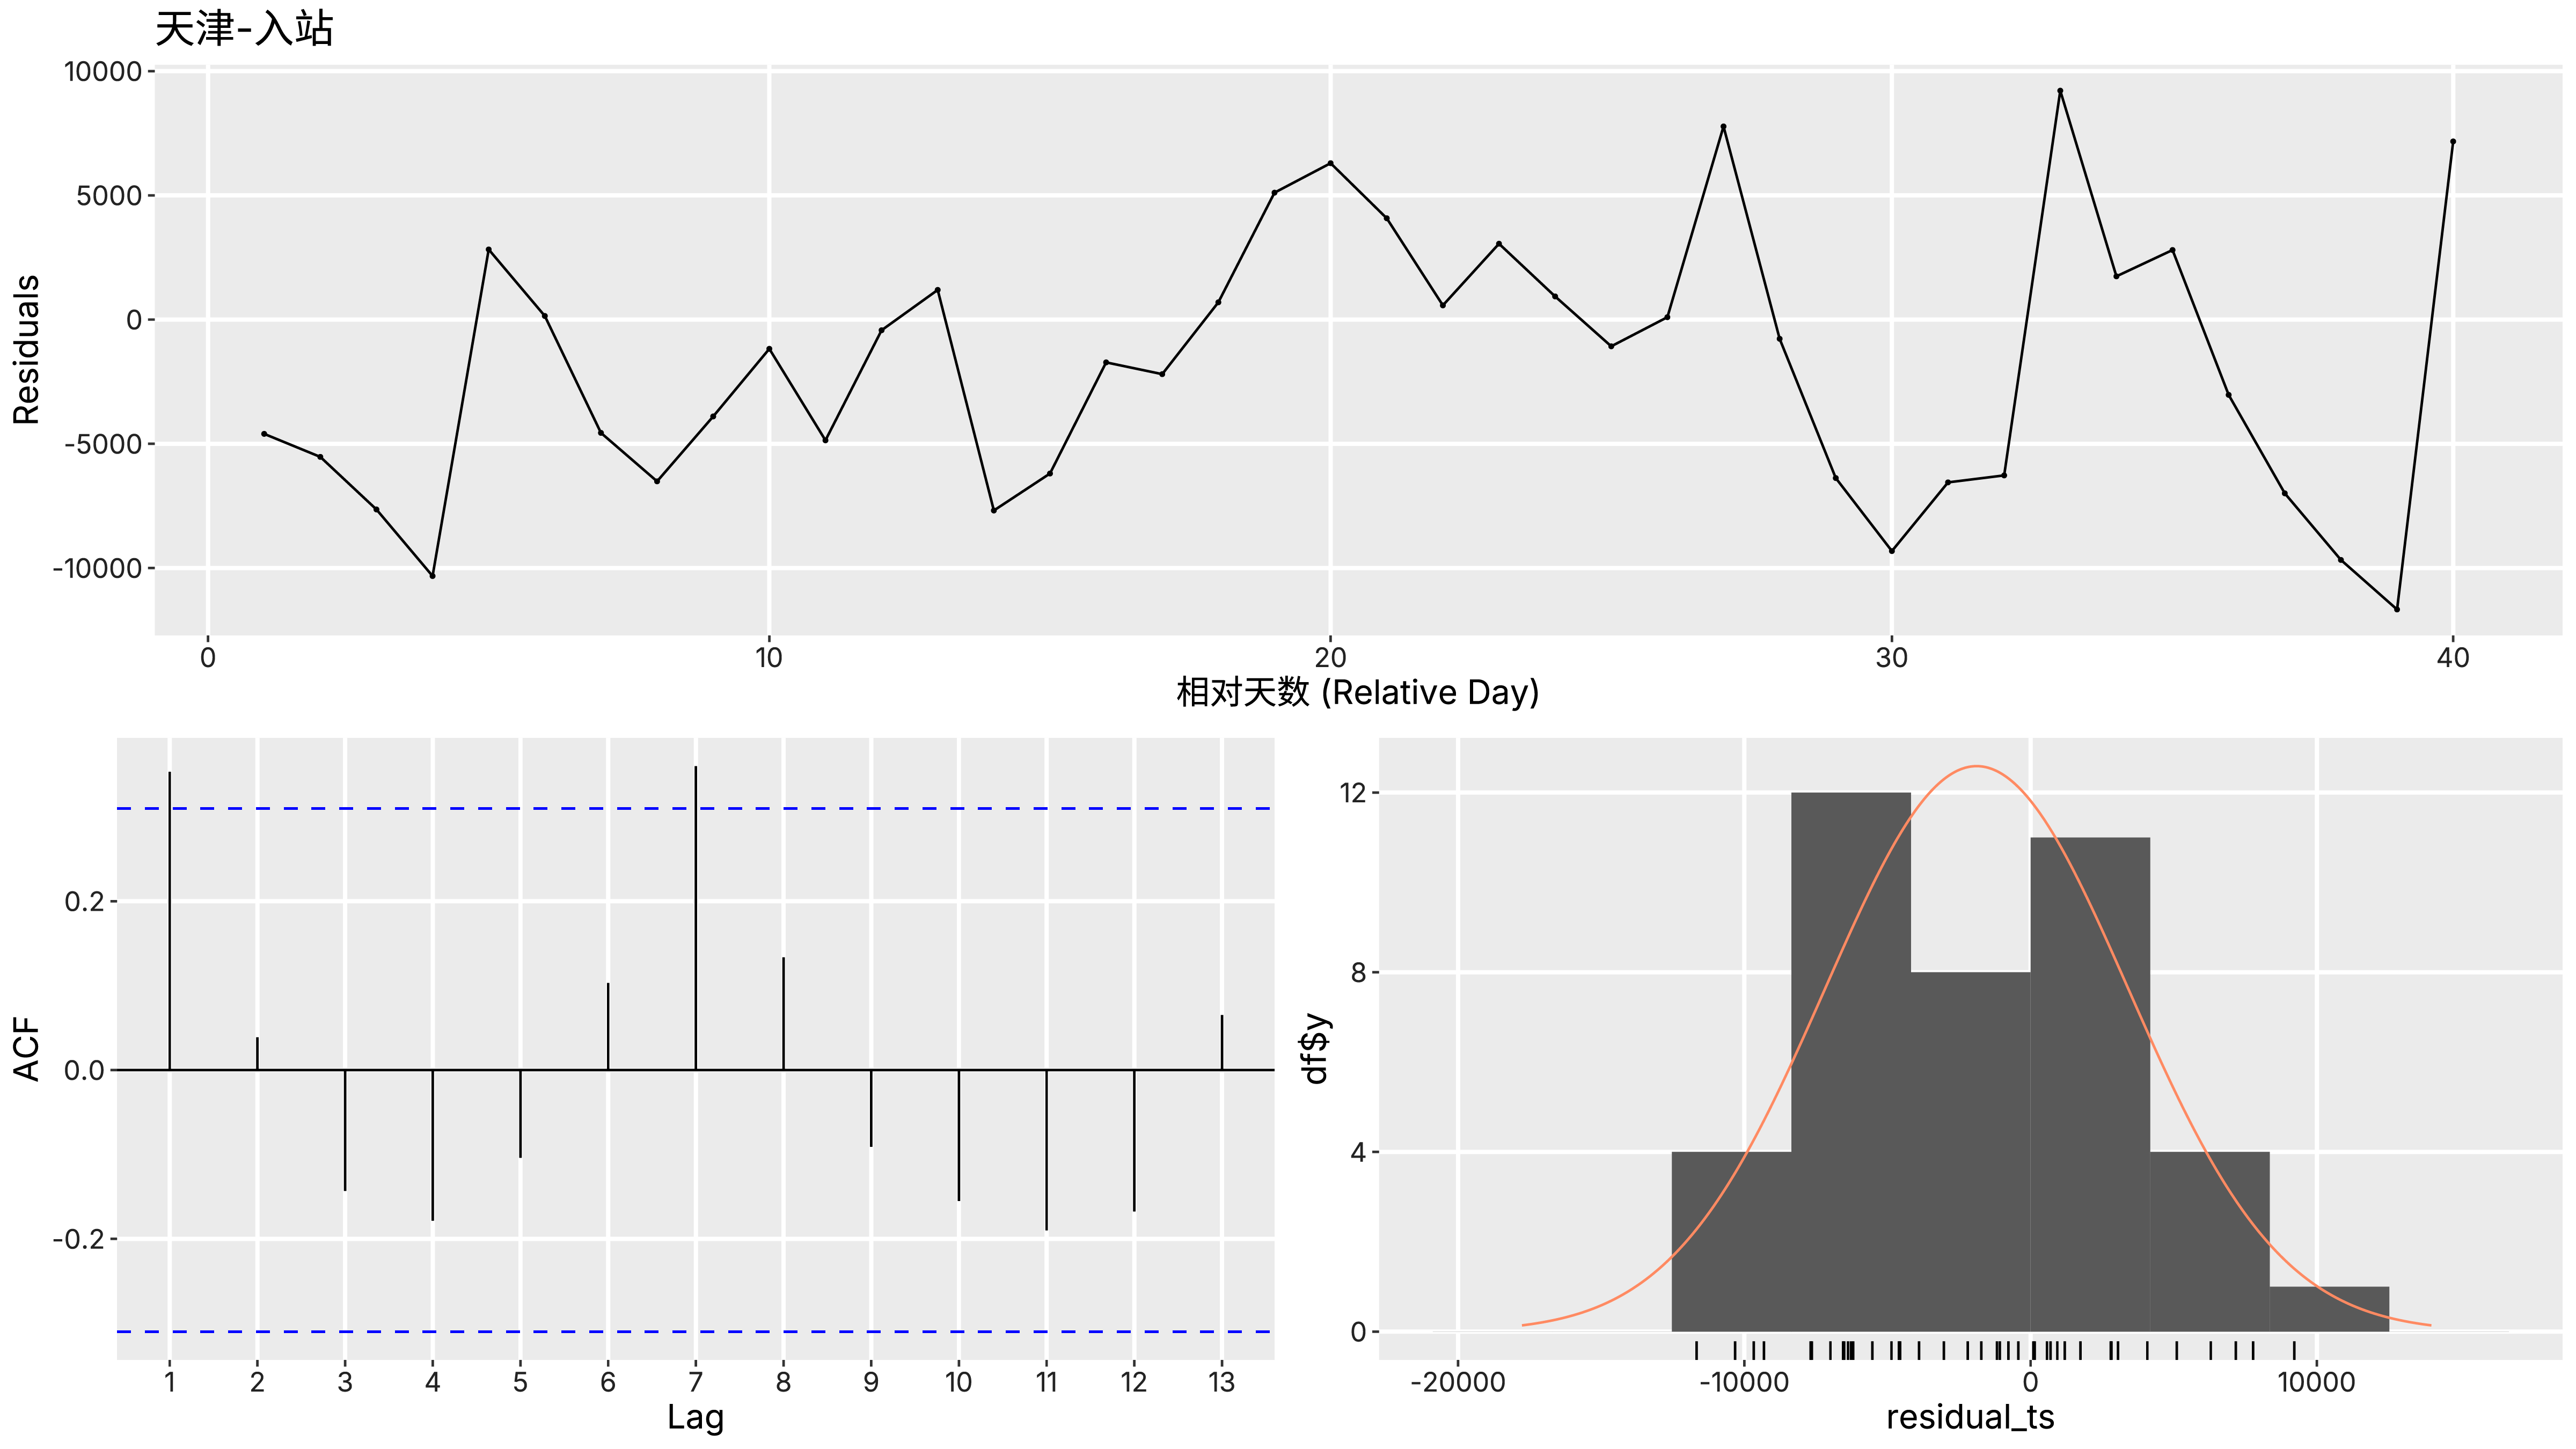 天津-入站
10000
5000
0
-5000
-10000
Residuals
0 10 20 30 40
相对天数 (Relative Day)
0.2
0.0
-0.2
ACF
1 2 3 4 5 6 7 8 9 10 11 12 13
Lag
12
8
4
0
df$y
-20000 -10000 0 10000
residual_ts